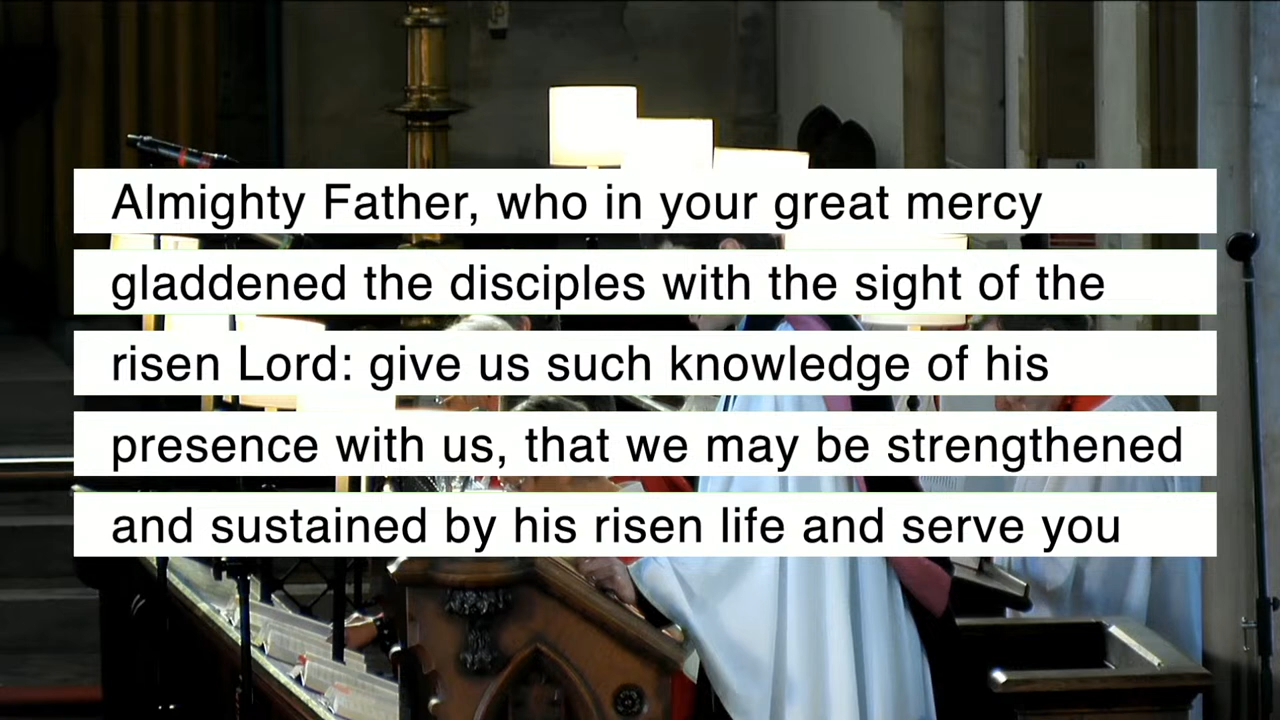 Almighty Father, who in your great mercy
gladdened the disciples with the sight of the
risen Lord: give us such knowledge of his
presence with us, that we may be strengthened
and sustained by his risen life and serve you